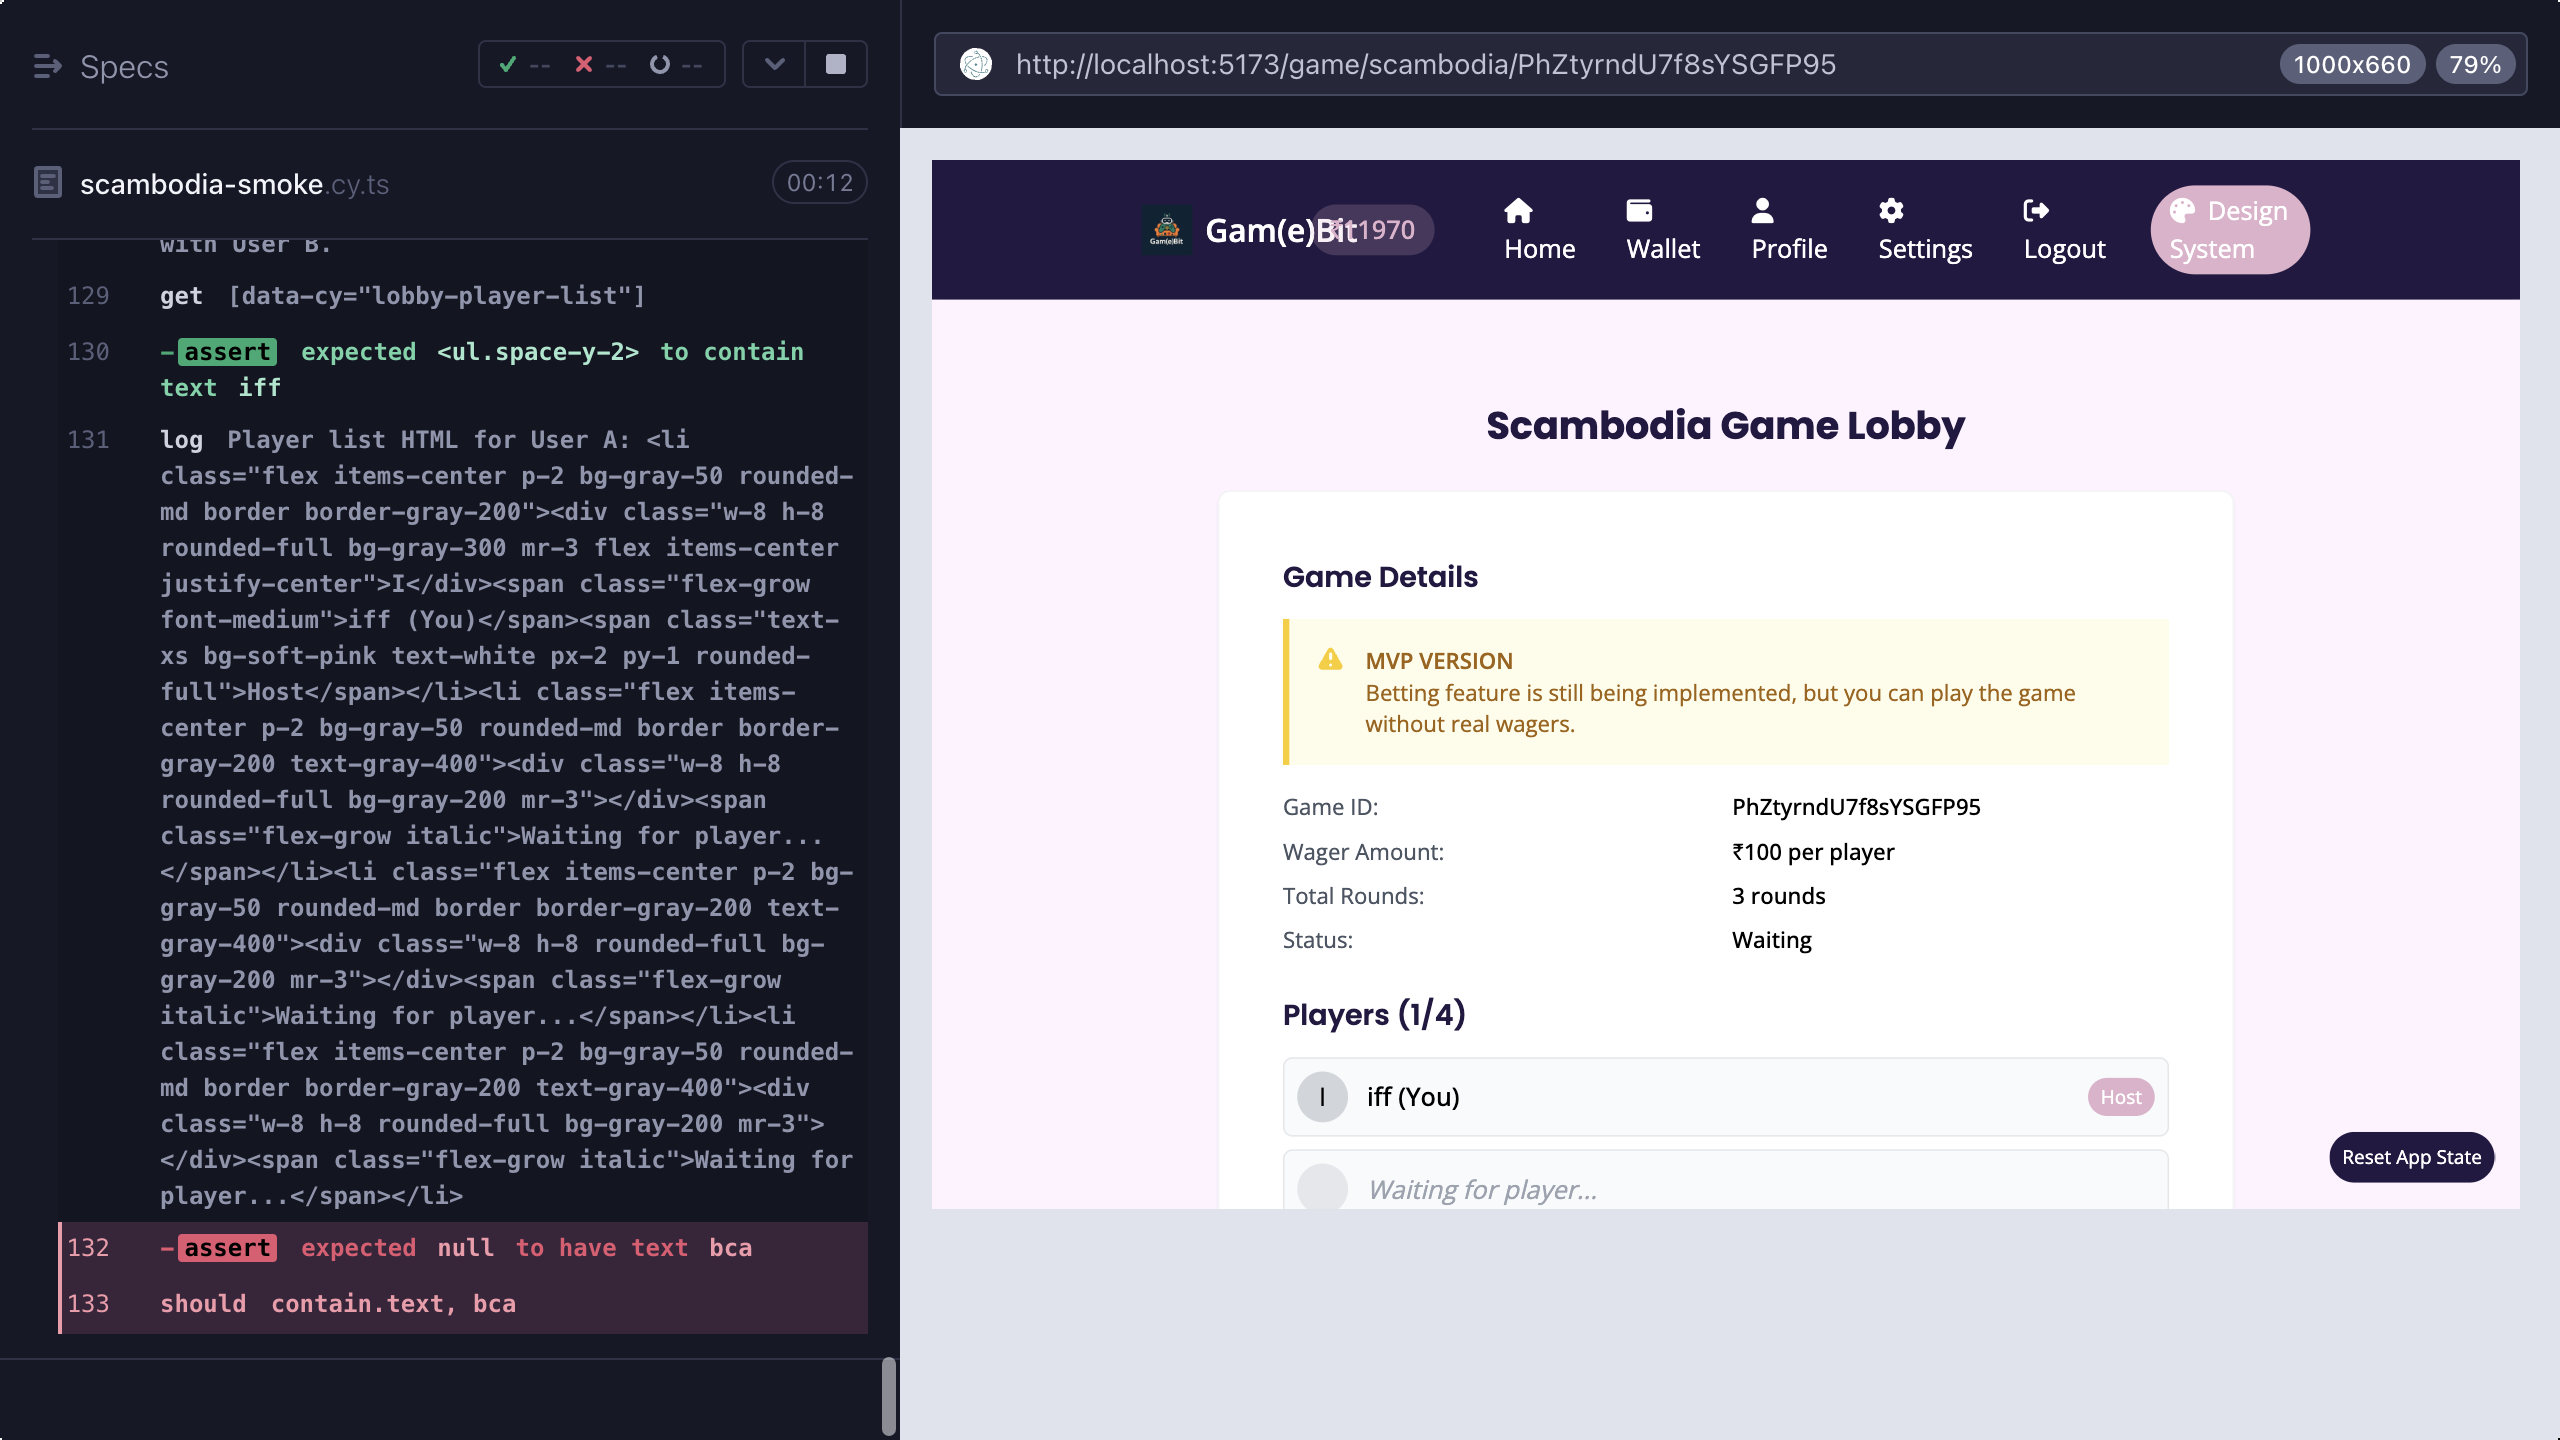 Specs
--
--
--
scambodia-smoke.cy.ts
00:12
with User B.
129 get [data-cy="lobby-player-list"]
130 -assert expected <ul.space-y-2> to contain
text iff
131 log Player list HTML for User A: <li
class="flex items-center p-2 bg-gray-50 rounded-
md border border-gray-200"><div class="w-8 h-8
rounded-full bg-gray-300 mr-3 flex items-center
justify-center">I</div><span class="flex-grow
font-medium">iff (You)</span><span class="text-
xs bg-soft-pink text-white px-2 py-1 rounded-
full">Host</span></li><li class="flex items-
center p-2 bg-gray-50 rounded-md border border-
gray-200 text-gray-400"><div class="w-8 h-8
rounded-full bg-gray-200 mr-3"></div><span
class="flex-grow italic">Waiting for player...
</span></li><li class="flex items-center p-2 bg-
gray-50 rounded-md border border-gray-200 text-
gray-400"><div class="w-8 h-8 rounded-full bg-
gray-200 mr-3"></div><span class="flex-grow
italic">Waiting for player...</span></li><li
class="flex items-center p-2 bg-gray-50 rounded-
md border border-gray-200 text-gray-400"><div
class="w-8 h-8 rounded-full bg-gray-200 mr-3">
</div><span class="flex-grow italic">Waiting for
player...</span></li>
132 -assert expected null to have text bca
133 should contain.text, bca
http://localhost:5173/game/scambodia/PhZtyrndU7f8sYSGFP95
1000x660
79%
Gam(e)Bit
Gam(e)Bit
₹11970
Home
Wallet
Profile
Settings
Logout
Design
System
Scambodia Game Lobby
Game Details
MVP VERSION
Betting feature is still being implemented, but you can play the game
without real wagers.
Game ID: PhZtyrndU7f8sYSGFP95
Wager Amount: ₹100 per player
Total Rounds: 3 rounds
Status: Waiting
Players (1/4)
I iff (You) Host
Waiting for player...
Reset App State